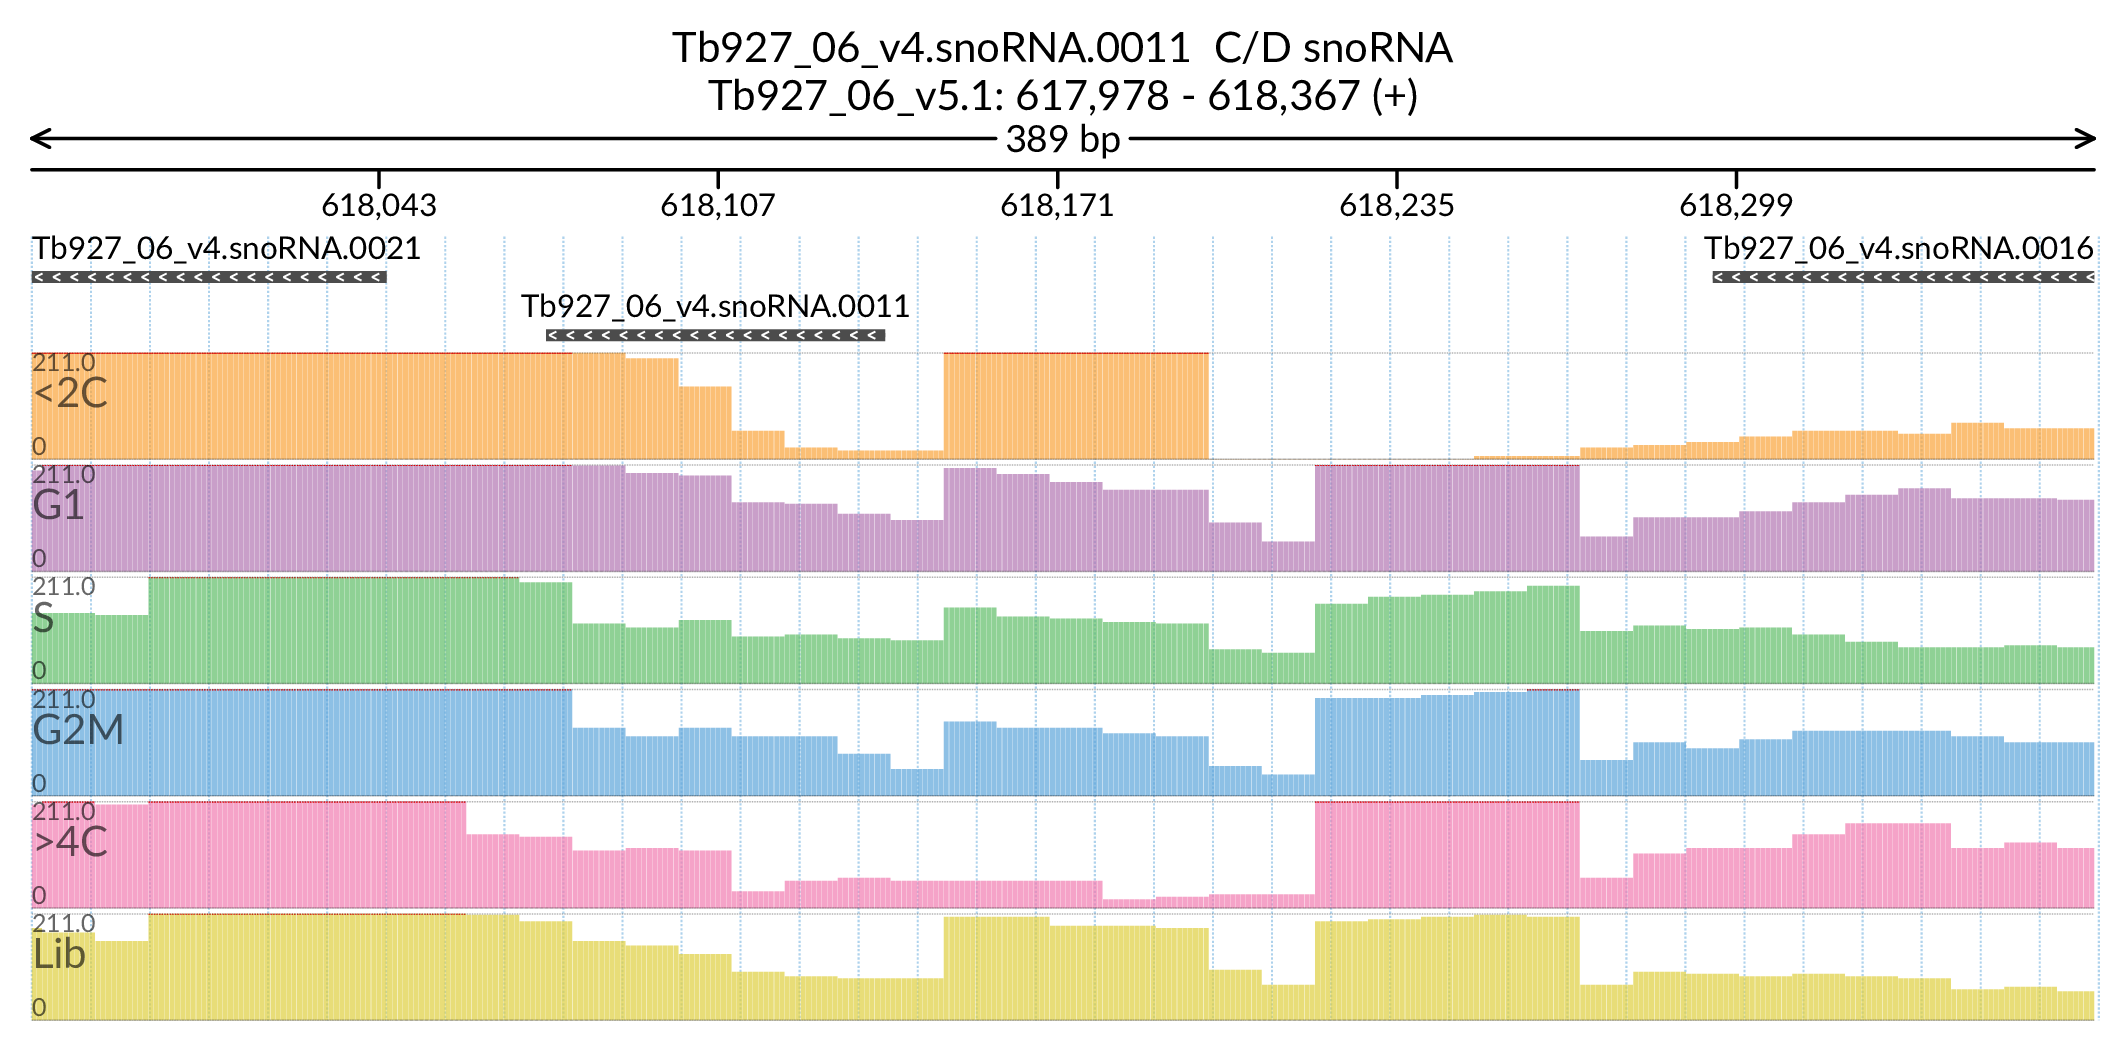 Tb927_06_v4.snoRNA.0011  C/D snoRNA
Tb927_06_v5.1: 617,978 - 618,367 (+)
389 bp
618,043 618,107 618,171 618,235 618,299
Tb927_06_v4.snoRNA.0021 Tb927_06_v4.snoRNA.0016
Tb927_06_v4.snoRNA.0011
211.0
<2C
0
211.0
G1
0
211.0
S
0
211.0
G2M
0
211.0
>4C
0
211.0
Lib
0